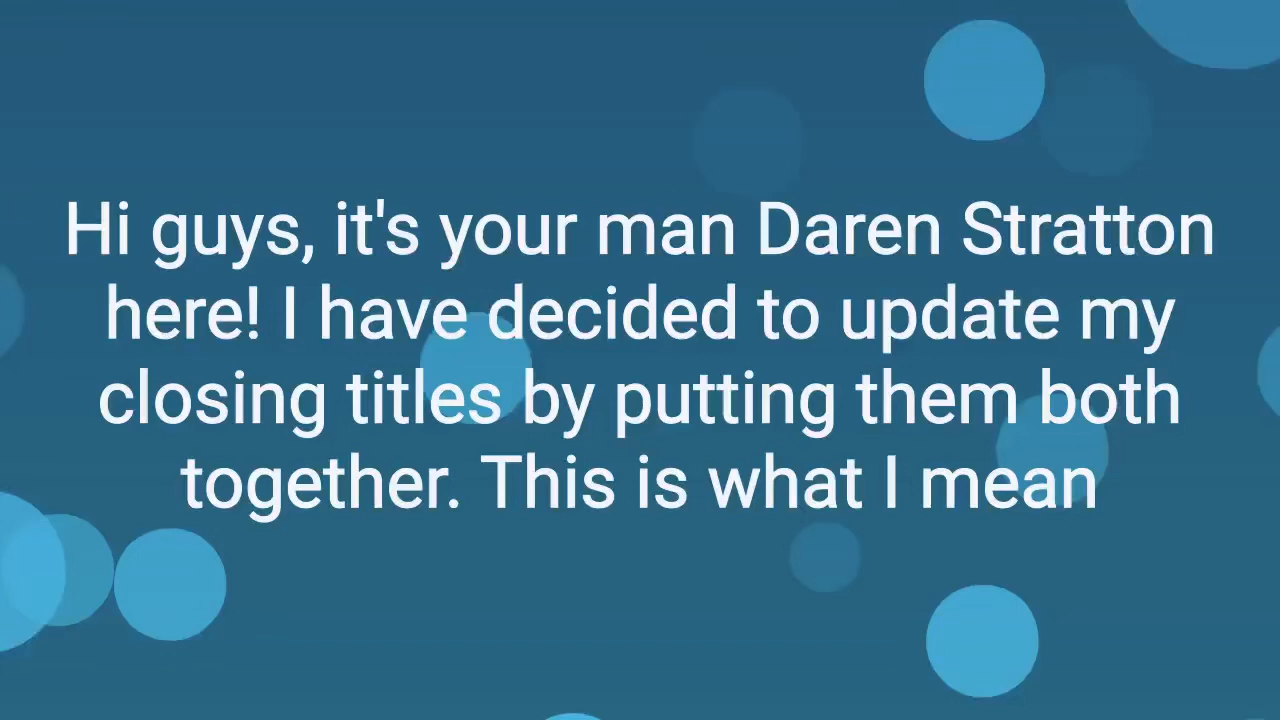 Hi guys, it's your man Daren Stratton
here! I have decided to update my
closing titles by putting them both
together. This is what I mean